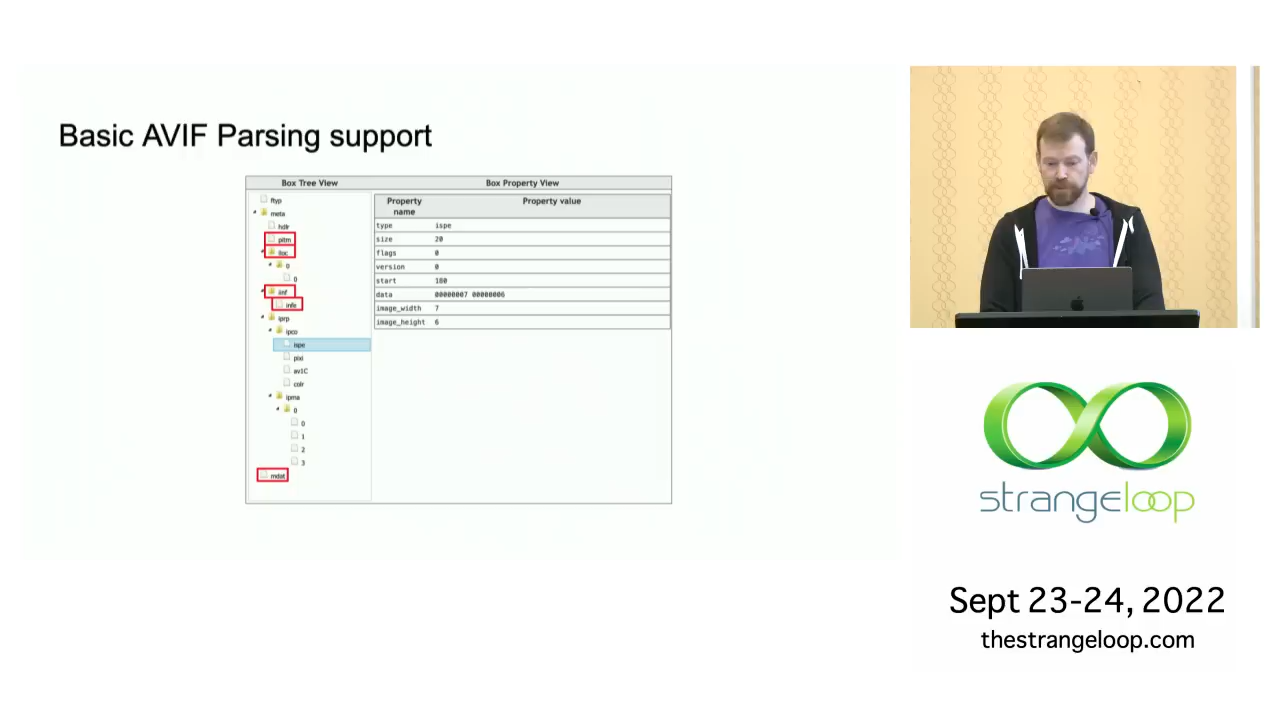 Basic AVIF Parsing support
Box Tree View
Box Property View
ftyp
meta
hdlr
pitm
iloc
0
0
iinf
infe
iprp
ipco
ispe
pixi
av1C
colr
ipma
0
0
1
2
3
mdat
Property name
Property value
type ispe
size 20
flags 0
version 0
start 180
data 00000007 00000006
image_width 7
image_height 6
strangeloop
Sept 23-24, 2022
thestrangeloop.com